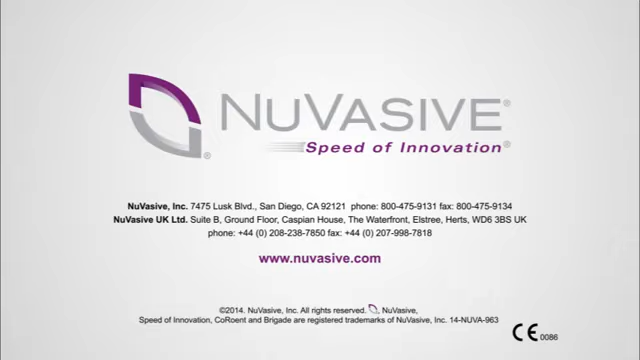 NUVASIVE®
Speed of Innovation®
®
NuVasive, Inc. 7475 Lusk Blvd., San Diego, CA 92121 phone: 800-475-9131 fax: 800-475-9134
NuVasive UK Ltd. Suite B, Ground Floor, Caspian House, The Waterfront, Elstree, Herts, WD6 3BS UK
phone: +44 (0) 208-238-7850 fax: +44 (0) 207-998-7818
www.nuvasive.com
©2014. NuVasive, Inc. All rights reserved. , NuVasive,
Speed of Innovation, CoRoent and Brigade are registered trademarks of NuVasive, Inc. 14-NUVA-963
CE 0086